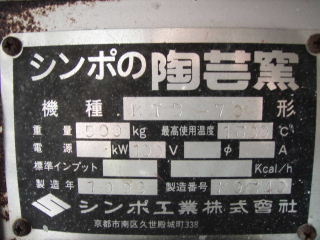 シンポの陶芸窯
機種 KTD-70 形
重量 500 kg 最高使用温度 ℃
電源 kW V φ A
標準インプット Kcal/h
製造年 製造番号
シンポ工業株式会社
京都市南区久世殿城町338